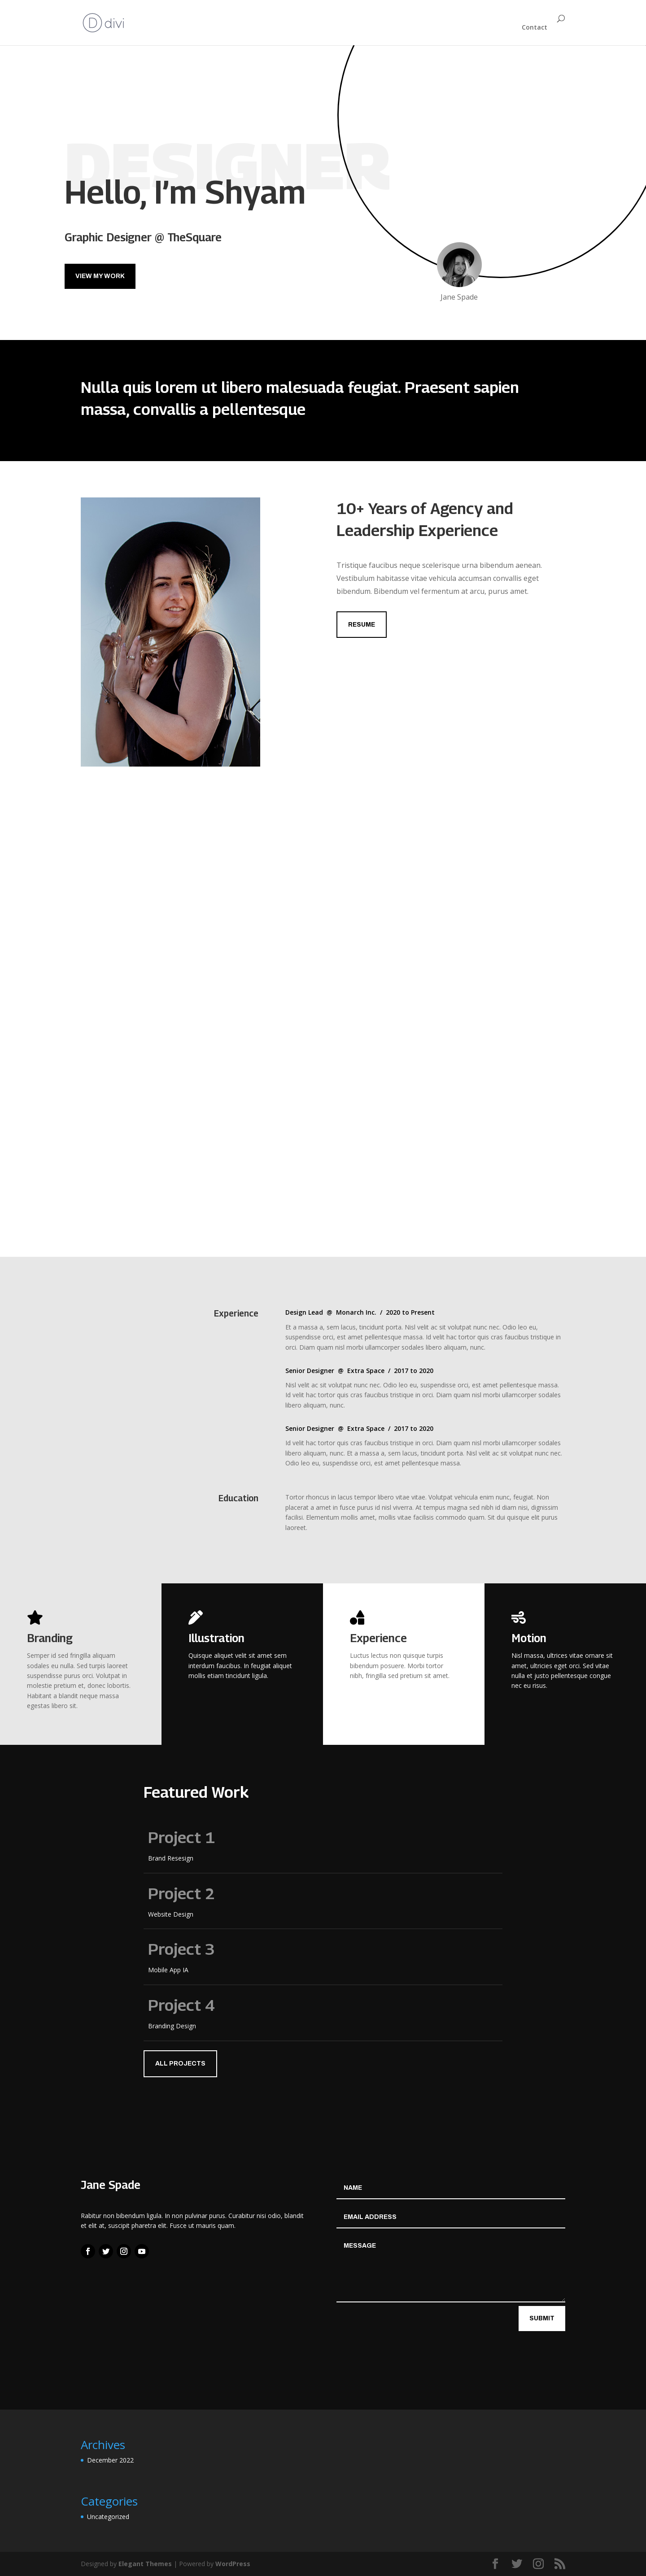 divi
Contact
DESIGNER
Hello, I'm Shyam
Graphic Designer @ TheSquare
VIEW MY WORK
Jane Spade
Nulla quis lorem ut libero malesuada feugiat. Praesent sapien
massa, convallis a pellentesque
10+ Years of Agency and
Leadership Experience
Tristique faucibus neque scelerisque urna bibendum aenean.
Vestibulum habitasse vitae vehicula accumsan convallis eget
bibendum. Bibendum vel fermentum at arcu, purus amet.
RESUME
Experience
Design Lead @ Monarch Inc. / 2020 to Present
Et a massa a, sem lacus, tincidunt porta. Nisl velit ac sit volutpat nunc nec. Odio leo eu,
suspendisse orci, est amet pellentesque massa. Id velit hac tortor quis cras faucibus tristique in
orci. Diam quam nisl morbi ullamcorper sodales libero aliquam, nunc.
Senior Designer @ Extra Space / 2017 to 2020
Nisl velit ac sit volutpat nunc nec. Odio leo eu, suspendisse orci, est amet pellentesque massa.
Id velit hac tortor quis cras faucibus tristique in orci. Diam quam nisl morbi ullamcorper sodales
libero aliquam, nunc.
Senior Designer @ Extra Space / 2017 to 2020
Id velit hac tortor quis cras faucibus tristique in orci. Diam quam nisl morbi ullamcorper sodales
libero aliquam, nunc. Et a massa a, sem lacus, tincidunt porta. Nisl velit ac sit volutpat nunc nec.
Odio leo eu, suspendisse orci, est amet pellentesque massa.
Education
Tortor rhoncus in lacus tempor libero vitae vitae. Volutpat vehicula enim nunc, feugiat. Non
placerat a amet in fusce purus id nisl viverra. At tempus magna sed nibh id diam nisi, dignissim
facilisi. Elementum mollis amet, mollis vitae facilisis commodo quam. Sit dui quisque elit purus
laoreet.
Branding
Semper id sed fringilla aliquam
sodales eu nulla. Sed turpis laoreet
suspendisse purus orci. Volutpat in
molestie pretium et, donec lobortis.
Habitant a blandit neque massa
egestas libero sit.
Illustration
Quisque aliquet velit sit amet sem
interdum faucibus. In feugiat aliquet
mollis etiam tincidunt ligula.
Experience
Luctus lectus non quisque turpis
bibendum posuere. Morbi tortor
nibh, fringilla sed pretium sit amet.
Motion
Nisl massa, ultrices vitae ornare sit
amet, ultricies eget orci. Sed vitae
nulla et justo pellentesque congue
nec eu risus.
Featured Work
Project 1
Brand Resesign
Project 2
Website Design
Project 3
Mobile App IA
Project 4
Branding Design
ALL PROJECTS
Jane Spade
Rabitur non bibendum ligula. In non pulvinar purus. Curabitur nisi odio, blandit
et elit at, suscipit pharetra elit. Fusce ut mauris quam.
NAME
EMAIL ADDRESS
MESSAGE
SUBMIT
Archives
December 2022
Categories
Uncategorized
Designed by Elegant Themes | Powered by WordPress